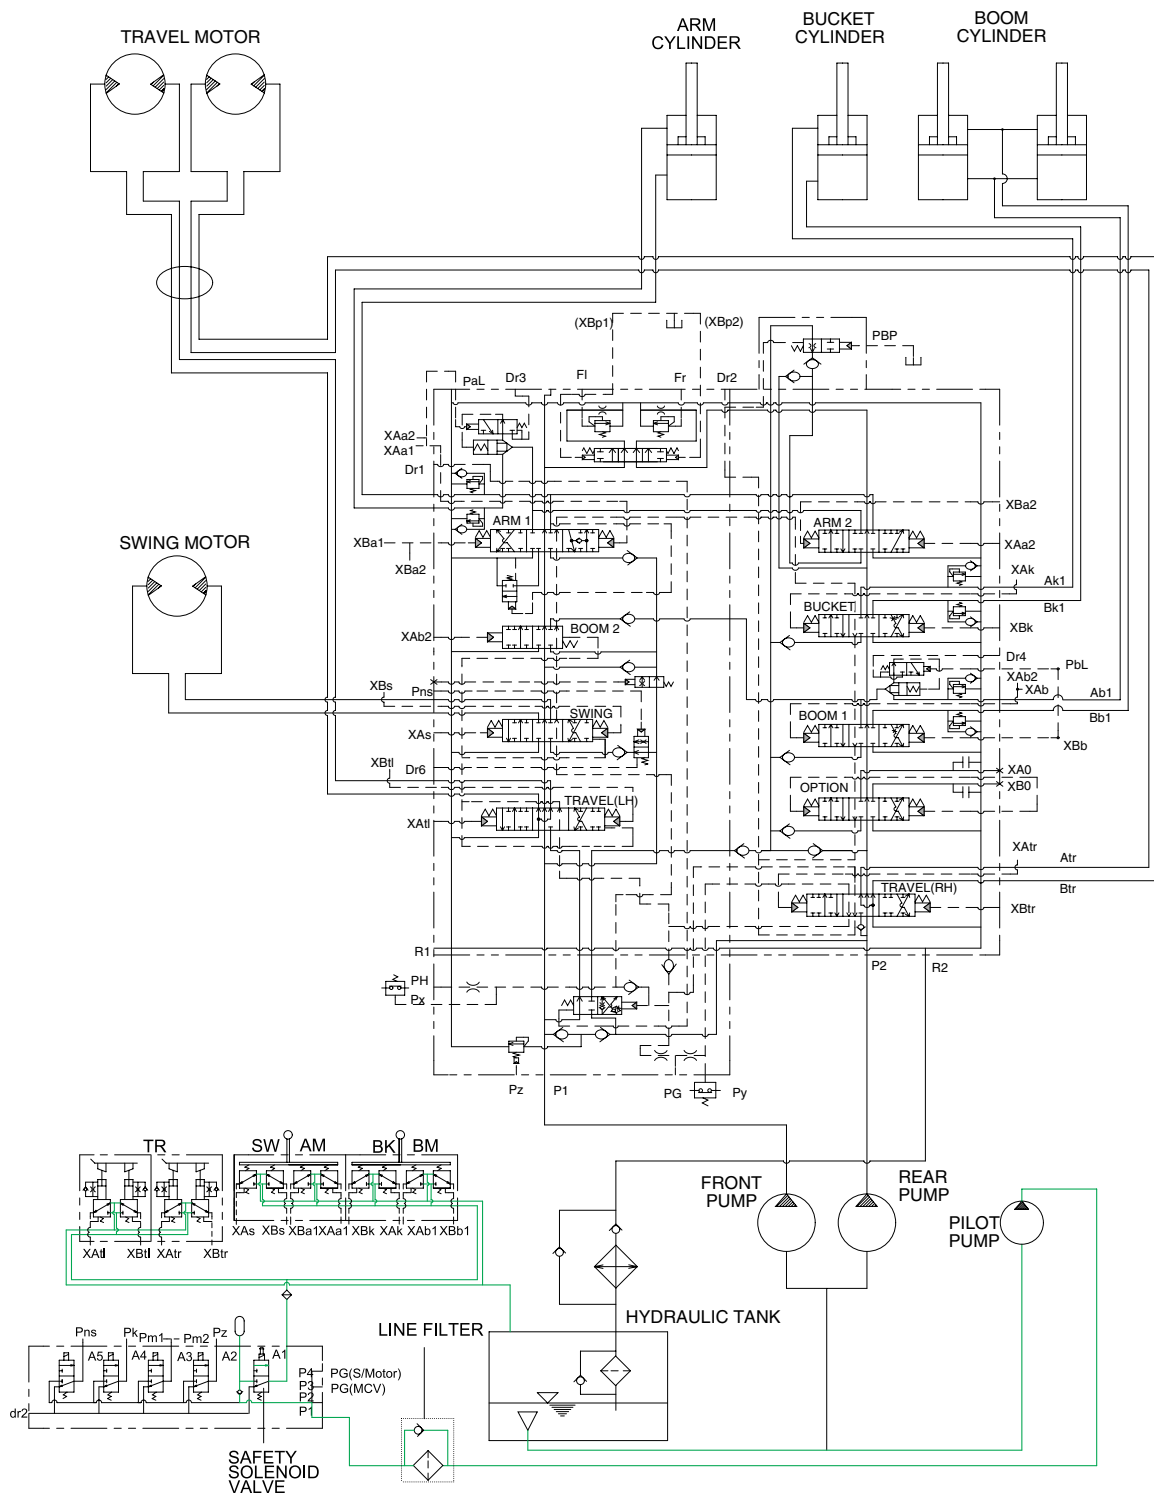 TRAVEL MOTOR
ARM
CYLINDER
BUCKET
CYLINDER
BOOM
CYLINDER
(XBp1)
(XBp2)
PBP
PaL
Dr3
Fl
Fr
Dr2
XAa2
XAa1
Dr1
XBa2
SWING MOTOR
ARM 1
ARM 2
XBa1
XBa2
XAa2
XAk
Ak1
BUCKET
Bk1
XAb2
BOOM 2
XBk
Dr4
PbL
XBs
Pns
XAb2
XAb
Ab1
SWING
BOOM 1
Bb1
XAs
XBb
XBtl
Dr6
XA0
XB0
OPTION
TRAVEL(LH)
XAtl
XAtr
Atr
TRAVEL(RH)
Btr
XBtr
R1
P2
R2
PH
Px
Pz
P1
PG
Py
TR
SW
AM
BK
BM
FRONT
PUMP
REAR
PUMP
PILOT
PUMP
XAtl
XBtl
XAtr
XBtr
XAs
XBs
XBa1
XAa1
XBk
XAk
XAb1
XBb1
HYDRAULIC TANK
LINE FILTER
Pns
Pk
Pm1
Pm2
Pz
A5
A4
A3
A2
A1
P4
PG(S/Motor)
P3
PG(MCV)
P2
P1
dr2
SAFETY
SOLENOID
VALVE